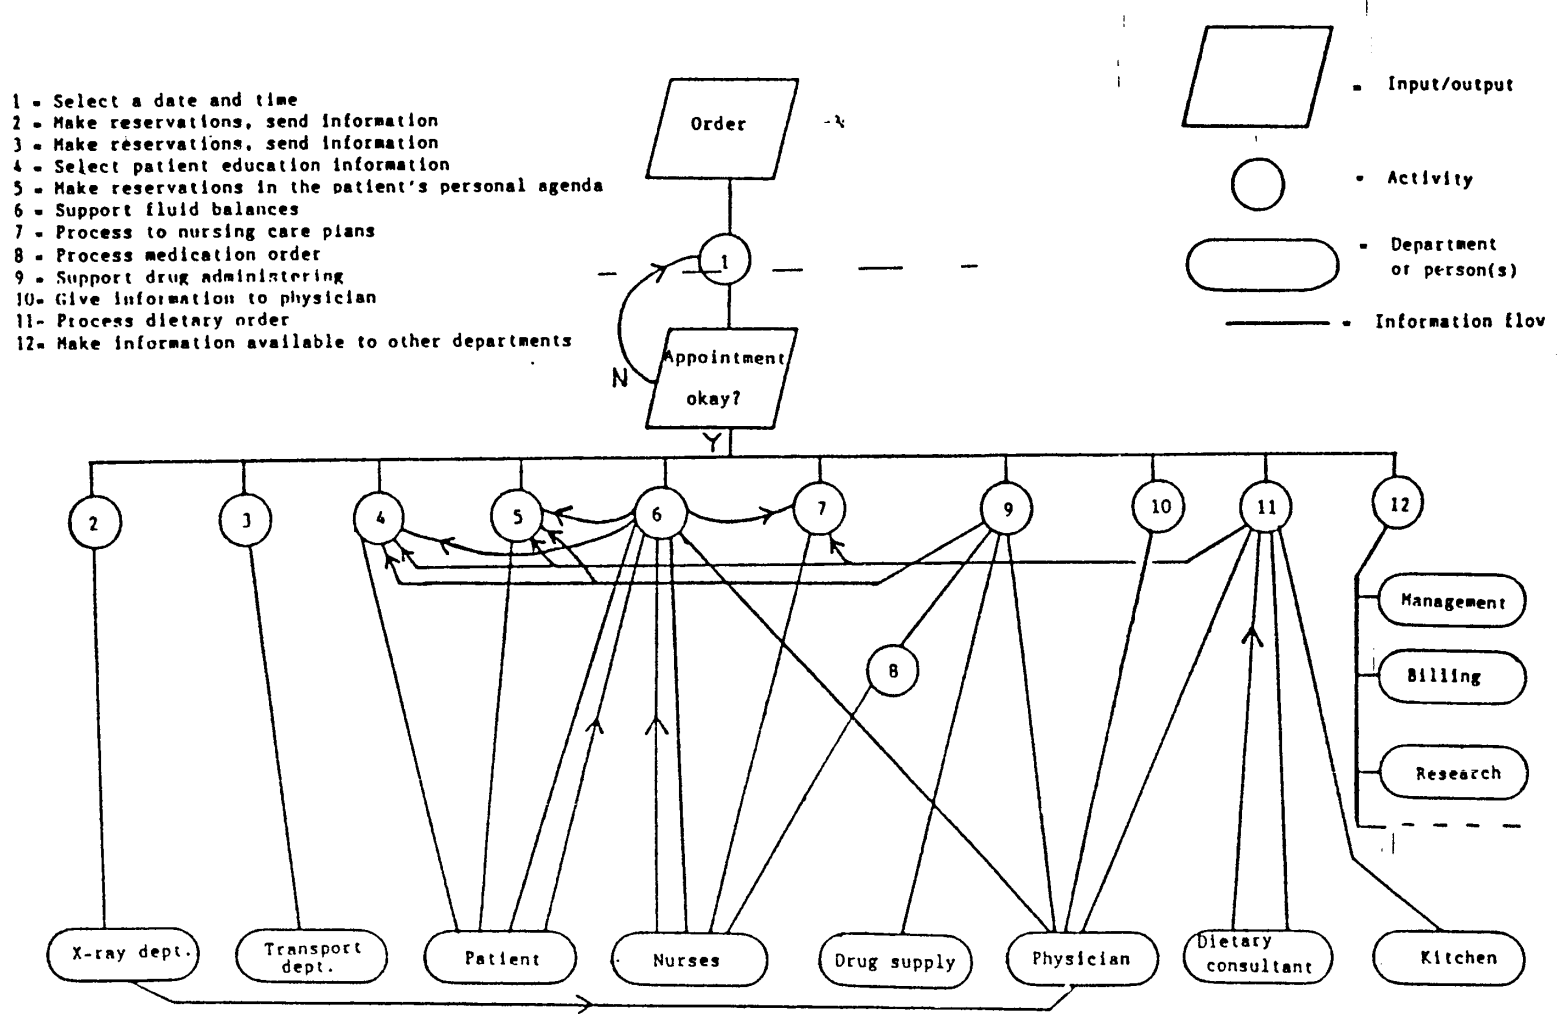 1 = Select a date and time
2 = Make reservations, send information
3 = Make reservations, send information
4 = Select patient education information
5 = Make reservations in the patient's personal agenda
6 = Support fluid balances
7 = Process to nursing care plans
8 = Process medication order
9 = Support drug administering
10= Give information to physician
11- Process dietary order
12= Make information available to other departments
Order
1
Appointment
okay?
N
Y
= Input/output
= Activity
= Department
or person(s)
= Information flow
2
3
4
5
6
7
9
10
11
12
8
Management
Billing
Research
X-ray dept.
Transport
dept.
Patient
Nurses
Drug supply
Physician
Dietary
consultant
Kitchen